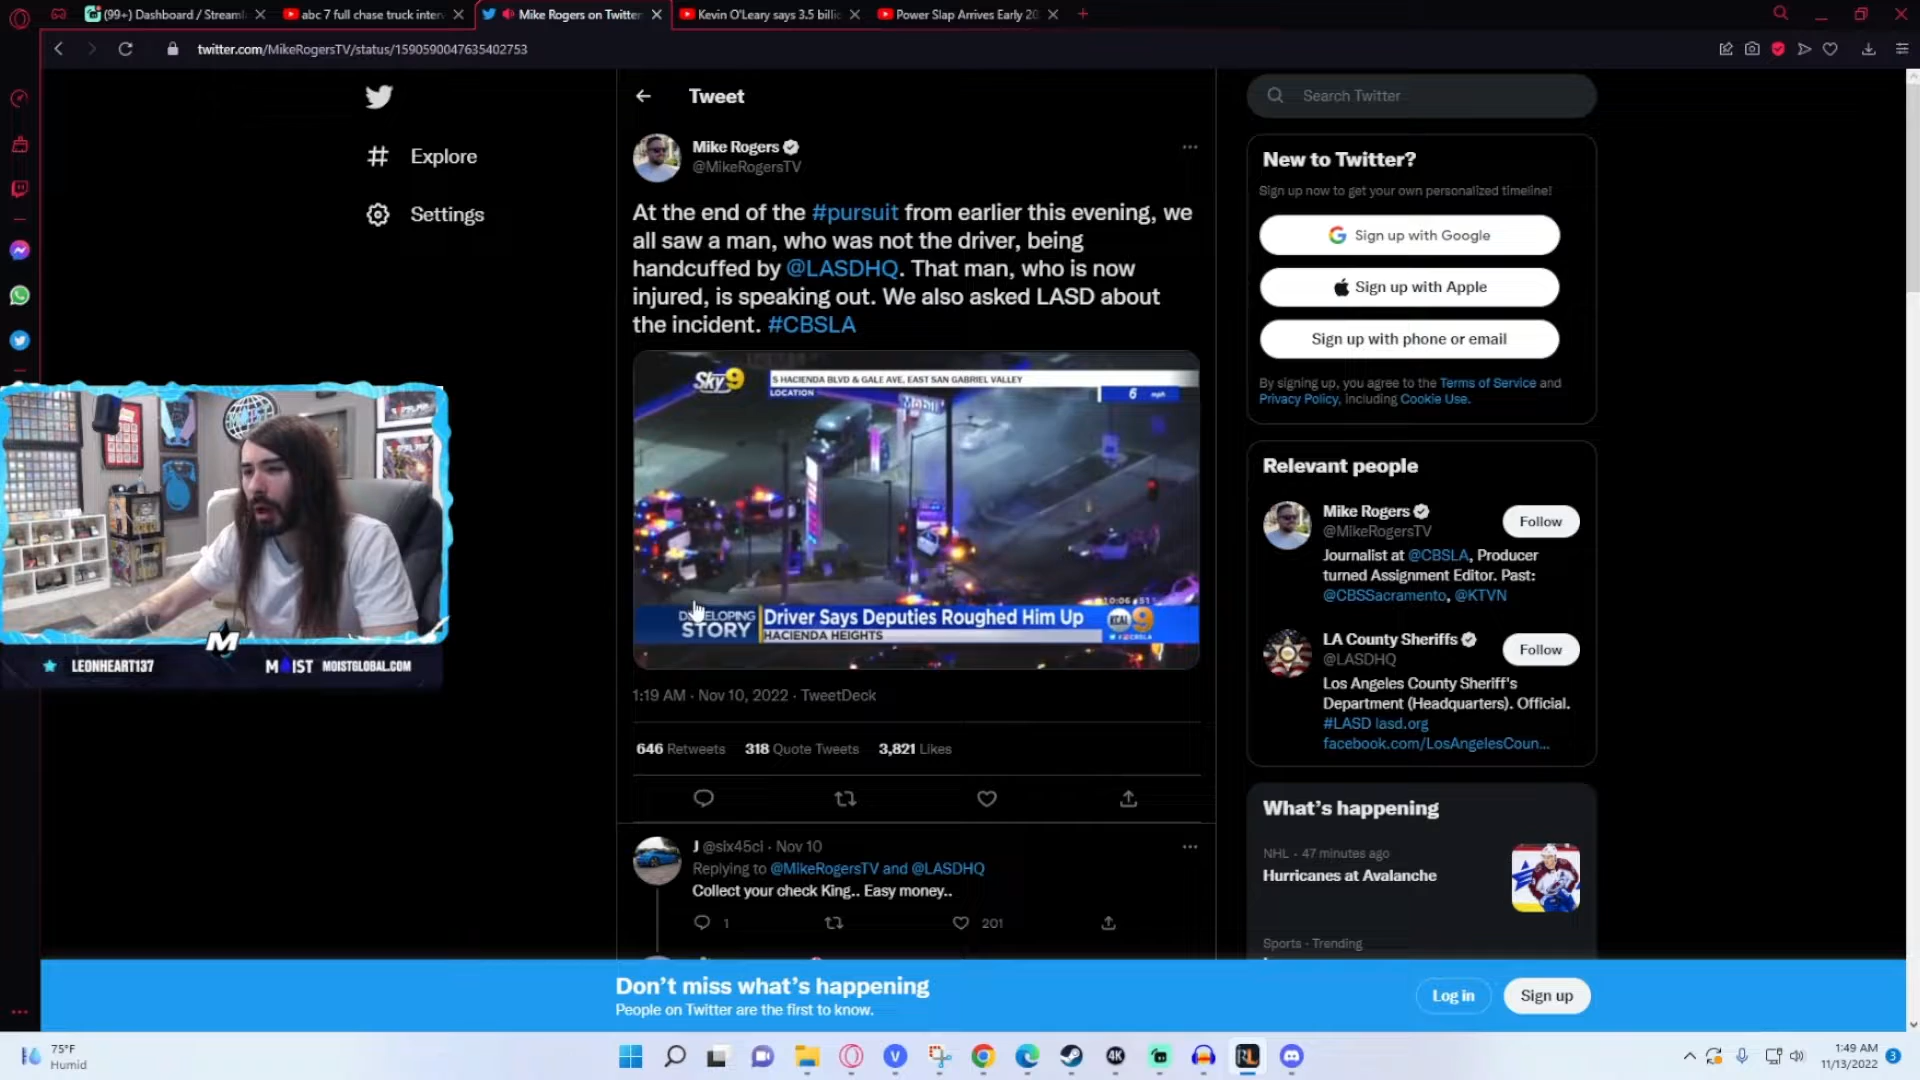 (99+) Dashboard / Streaml
abc 7 full chase truck inter
Mike Rogers on Twitter
Kevin O'Leary says 3.5 billi
Power Slap Arrives Early 20
twitter.com/MikeRogersTV/status/1590590047635402753
Explore
Settings
Tweet
Mike Rogers
@MikeRogersTV
At the end of the #pursuit from earlier this evening, we
all saw a man, who was not the driver, being
handcuffed by @LASDHQ. That man, who is now
injured, is speaking out. We also asked LASD about
the incident. #CBSLA
Sky9
S HACIENDA BLVD & GALE AVE, EAST SAN GABRIEL VALLEY
LOCATION
6 mph
Mobil
DEVELOPING
STORY
Driver Says Deputies Roughed Him Up
HACIENDA HEIGHTS
10:06
KCAL 9
1:19 AM · Nov 10, 2022 · TweetDeck
646 Retweets 318 Quote Tweets 3,821 Likes
J @six45ci · Nov 10
Replying to @MikeRogersTV and @LASDHQ
Collect your check King.. Easy money..
1
201
Search Twitter
New to Twitter?
Sign up now to get your own personalized timeline!
Sign up with Google
Sign up with Apple
Sign up with phone or email
By signing up, you agree to the Terms of Service and
Privacy Policy, including Cookie Use.
Relevant people
Mike Rogers
@MikeRogersTV
Follow
Journalist at @CBSLA, Producer
turned Assignment Editor. Past:
@CBSSacramento, @KTVN
LA County Sheriffs
@LASDHQ
Follow
Los Angeles County Sheriff's
Department (Headquarters). Official.
#LASD lasd.org
facebook.com/LosAngelesCoun...
What's happening
NHL · 47 minutes ago
Hurricanes at Avalanche
Sports · Trending
M
LEONHEART137
MOIST
MOISTGLOBAL.COM
Don't miss what's happening
People on Twitter are the first to know.
Log in
Sign up
75°F
Humid
4K
1:49 AM
11/13/2022
3